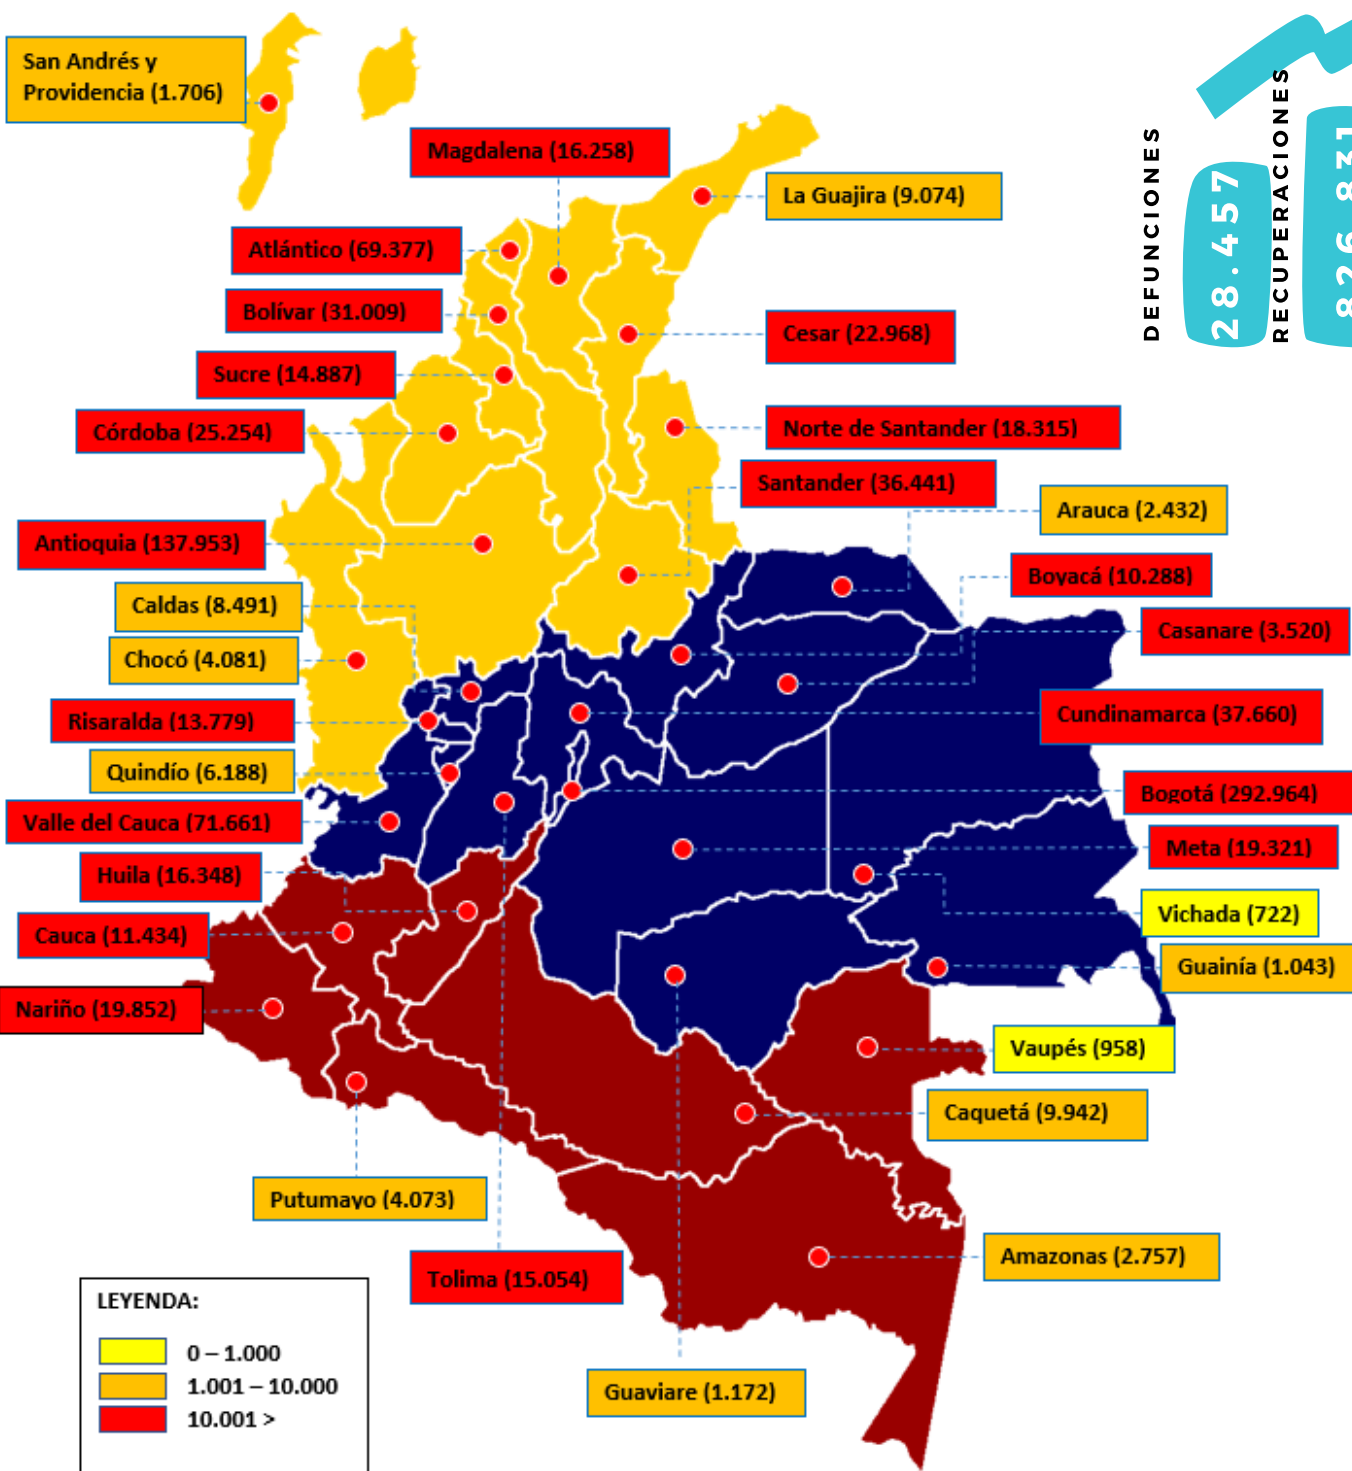 San Andrés y
Providencia (1.706)
Magdalena (16.258)
La Guajira (9.074)
Atlántico (69.377)
Bolívar (31.009)
Cesar (22.968)
Sucre (14.887)
Córdoba (25.254)
Norte de Santander (18.315)
Santander (36.441)
Arauca (2.432)
Antioquia (137.953)
Boyacá (10.288)
Caldas (8.491)
Casanare (3.520)
Chocó (4.081)
Risaralda (13.779)
Cundinamarca (37.660)
Quindío (6.188)
Bogotá (292.964)
Valle del Cauca (71.661)
Meta (19.321)
Huila (16.348)
Vichada (722)
Cauca (11.434)
Guainía (1.043)
Nariño (19.852)
Vaupés (958)
Caquetá (9.942)
Putumayo (4.073)
Amazonas (2.757)
Tolima (15.054)
Guaviare (1.172)
LEYENDA:
0 – 1.000
1.001 – 10.000
10.001 >
DEFUNCIONES
28.457
RECUPERACIONES
826 831